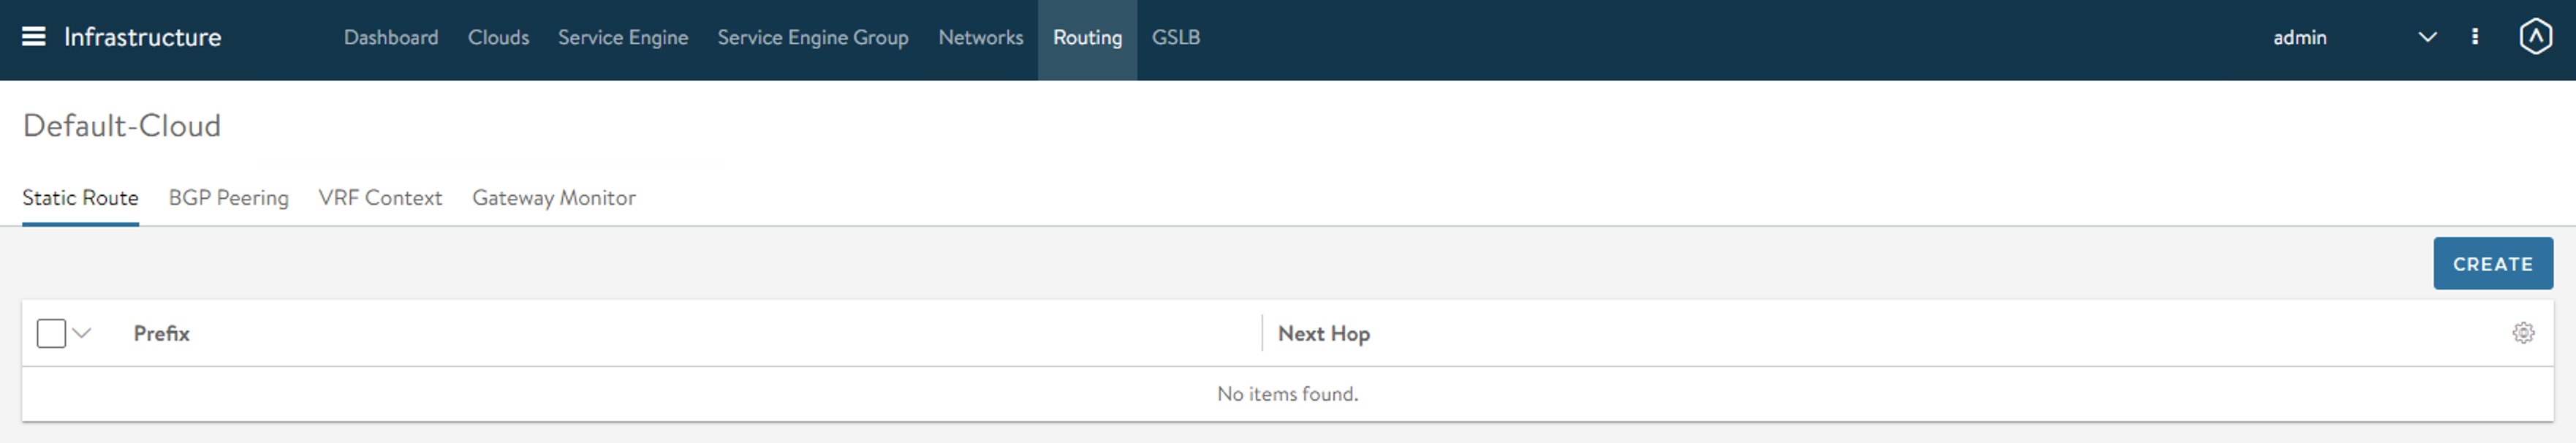 Infrastructure Dashboard Clouds Service Engine Service Engine Group Networks Routing GSLB admin
Default-Cloud
Static Route BGP Peering VRF Context Gateway Monitor
CREATE
Prefix Next Hop
No items found.